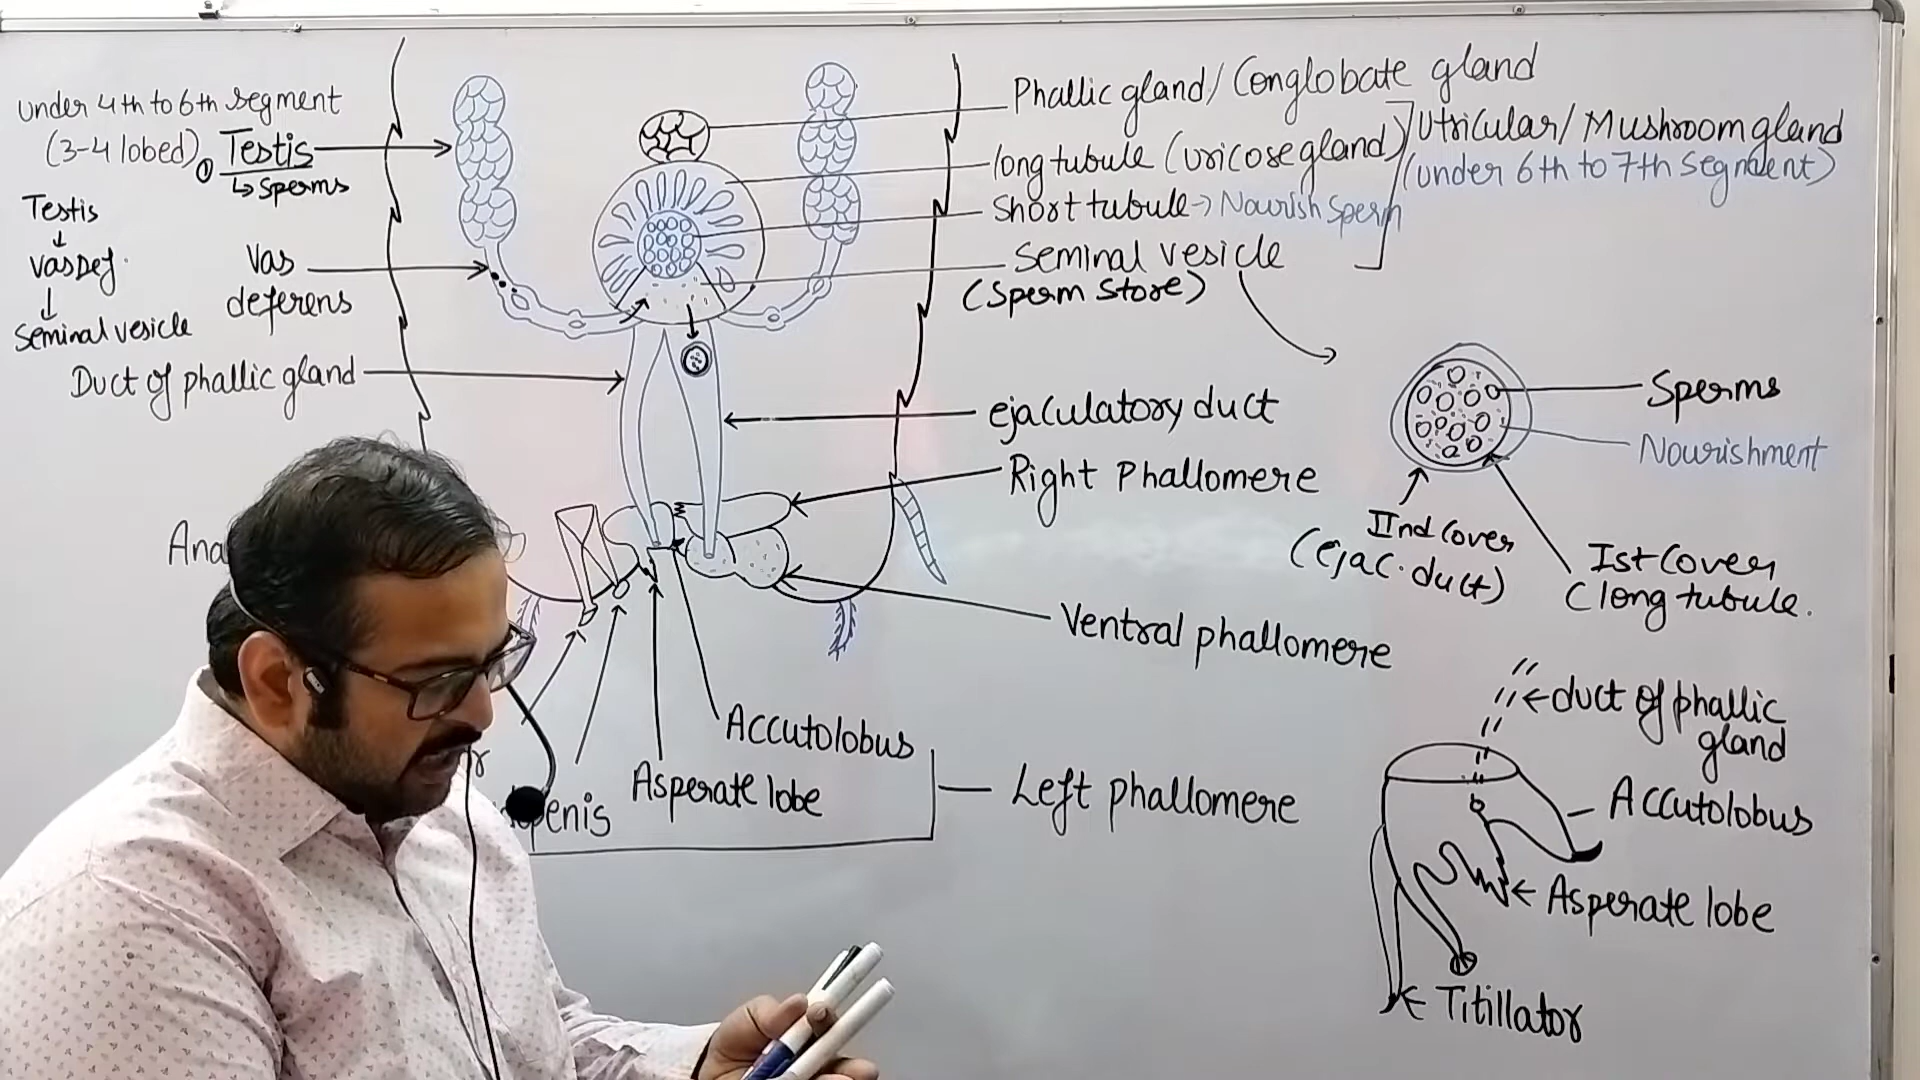 under 4th to 6th segment
(3-4 lobed) ① Testis
↳ Sperms
Testis
↓
Vas Def.
↓
Seminal vesicle
Vas
deferens
Duct of phallic gland
Phallic gland / Conglobate gland
long tubule (uricose gland)
Short tubule → Nourish Sperm
Seminal vesicle
(Sperm Store)
Utricular / Mushroom gland
(under 6th to 7th Segment)
ejaculatory duct
Right Phallomere
Ventral phallomere
Accutolobus
Asperate lobe
Left phallomere
Sperms
Nourishment
IInd Cover
(ejac. duct)
Ist Cover
(long tubule.
duct of phallic
gland
Accutolobus
Asperate lobe
Titillator